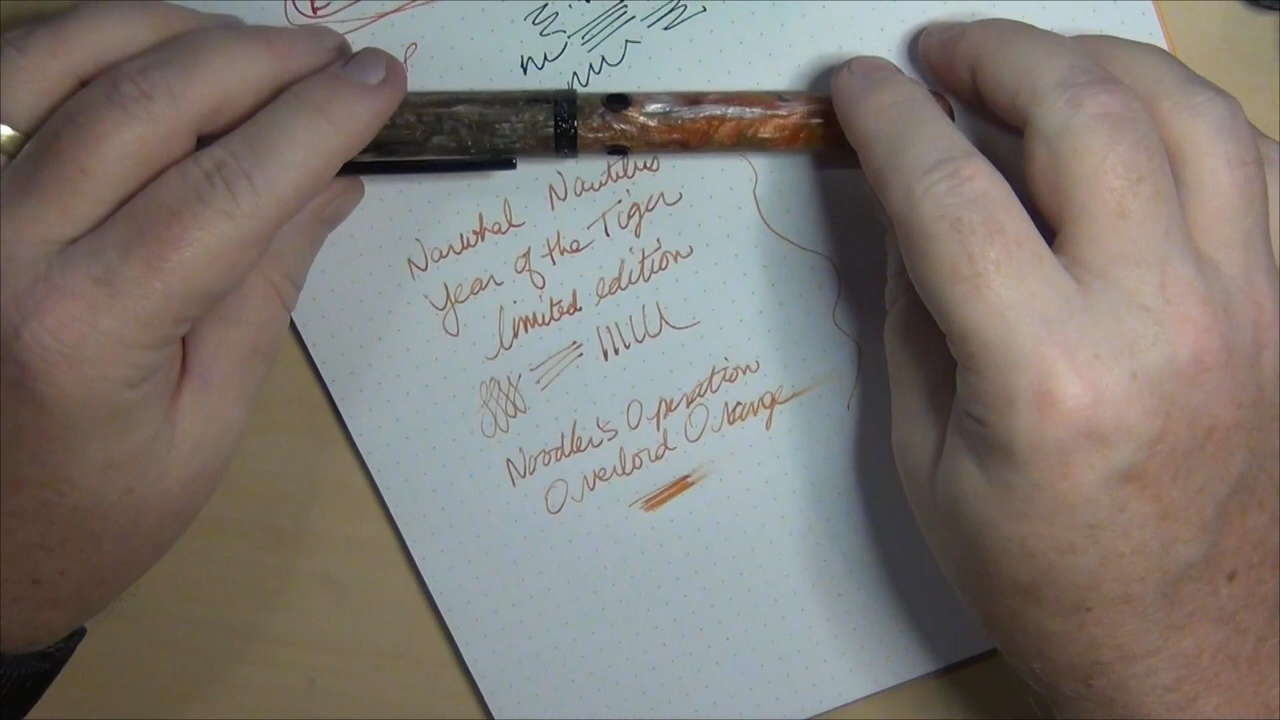 Narwhal Nautilus
Year of the Tiger
limited edition
Noodler's Operation
Overlord Orange